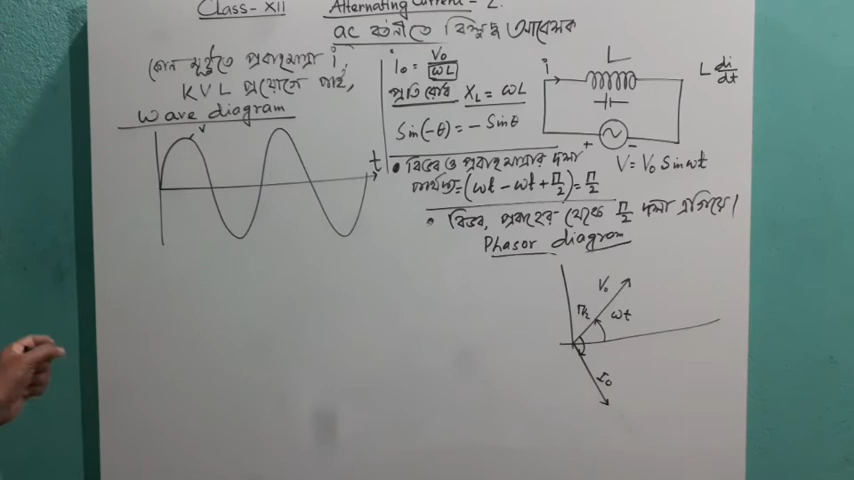 Class- XII Alternating Current - 2.
ac বর্তনীতে বিশুদ্ধ আবেশক
কোন মুহূর্তে প্রবাহমাত্রা i,
KVL প্রয়োগে পাই,
Wave diagram
V
t
I₀ = V₀/ωL
প্রতিরোধ X_L = ωL
Sin(-θ) = - Sinθ
• বিভব ও প্রবাহমাত্রার দশা
পার্থক্য = (ωt - ωt + π/2) = π/2
• বিভব, প্রবাহের থেকে π/2 দশা এগিয়ে।
L
i
L di/dt
+ −
V = V₀ Sin ωt
Phasor diagram
V₀
π/2
ωt
I₀